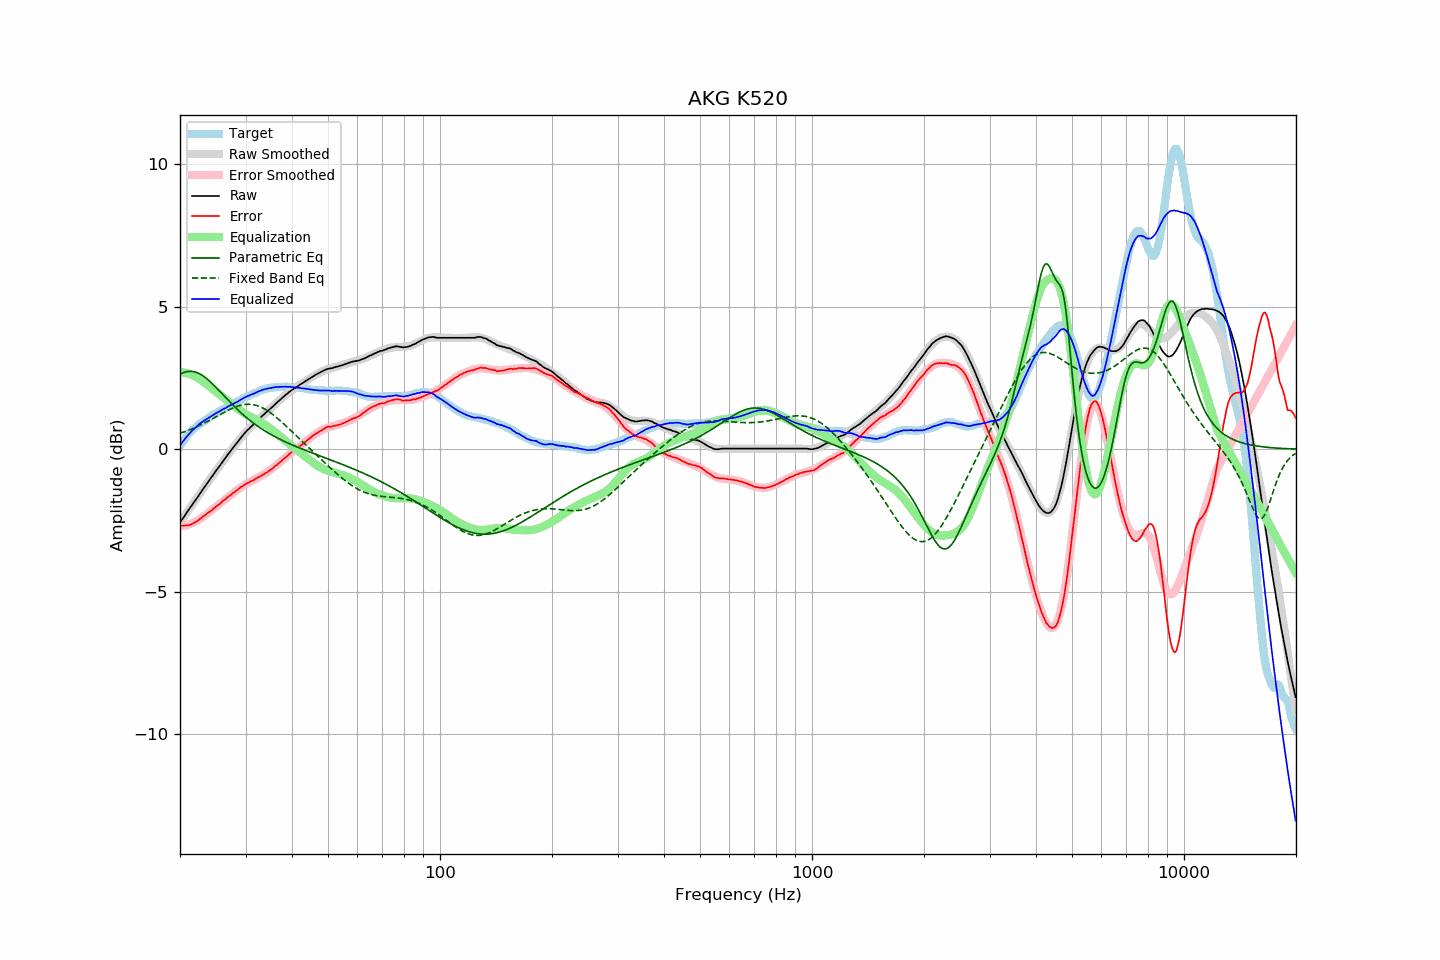 AKG K520
Target
Raw Smoothed
Error Smoothed
Raw
Error
Equalization
Parametric Eq
Fixed Band Eq
Equalized
10
5
0
−5
−10
Amplitude (dBr)
100 1000 10000
Frequency (Hz)